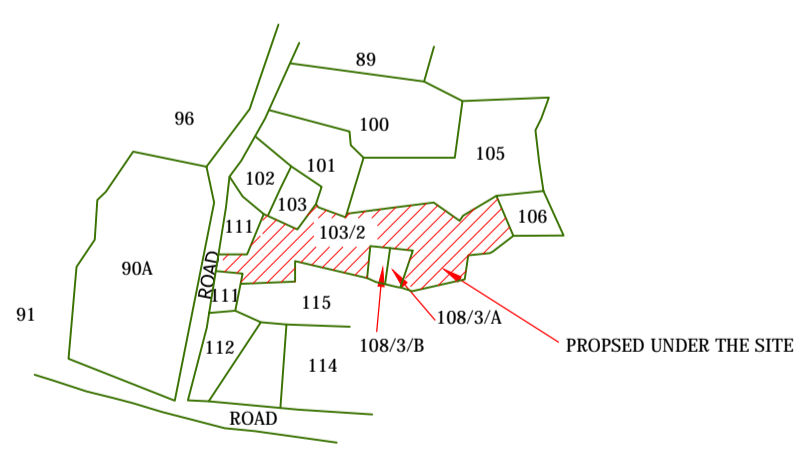 89
96
100
101
105
102
103
106
111
103/2
90A
ROAD
111
115
91
108/3/A
108/3/B
PROPSED UNDER THE SITE
112
114
ROAD